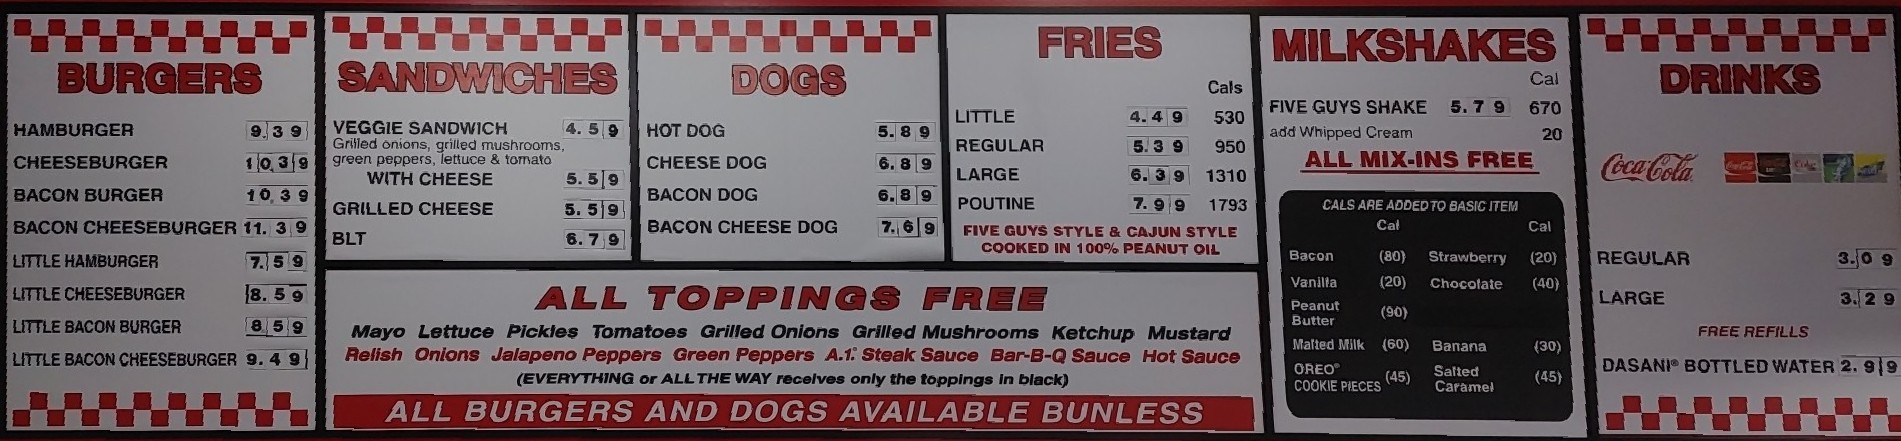 BURGERS
HAMBURGER 9.39
CHEESEBURGER 10.39
BACON BURGER 10.39
BACON CHEESEBURGER 11.39
LITTLE HAMBURGER 7.59
LITTLE CHEESEBURGER 8.59
LITTLE BACON BURGER 8.59
LITTLE BACON CHEESEBURGER 9.49
SANDWICHES
VEGGIE SANDWICH 4.59
Grilled onions, grilled mushrooms,
green peppers, lettuce & tomato
WITH CHEESE 5.59
GRILLED CHEESE 5.59
BLT 6.79
DOGS
HOT DOG 5.89
CHEESE DOG 6.89
BACON DOG 6.89
BACON CHEESE DOG 7.69
FRIES
Cals
LITTLE 4.49 530
REGULAR 5.39 950
LARGE 6.39 1310
POUTINE 7.99 1793
FIVE GUYS STYLE & CAJUN STYLE
COOKED IN 100% PEANUT OIL
ALL TOPPINGS FREE
Mayo Lettuce Pickles Tomatoes Grilled Onions Grilled Mushrooms Ketchup Mustard
Relish Onions Jalapeno Peppers Green Peppers A.1.® Steak Sauce Bar-B-Q Sauce Hot Sauce
(EVERYTHING or ALL THE WAY receives only the toppings in black)
ALL BURGERS AND DOGS AVAILABLE BUNLESS
MILKSHAKES
Cal
FIVE GUYS SHAKE 5.79 670
add Whipped Cream 20
ALL MIX-INS FREE
CALS ARE ADDED TO BASIC ITEM
Cal Cal
Bacon (80) Strawberry (20)
Vanilla (20) Chocolate (40)
Peanut
Butter (90)
Malted Milk (60) Banana (30)
OREO® Salted
COOKIE PIECES (45) Caramel (45)
DRINKS
Coca-Cola
REGULAR 3.09
LARGE 3.29
FREE REFILLS
DASANI® BOTTLED WATER 2.99